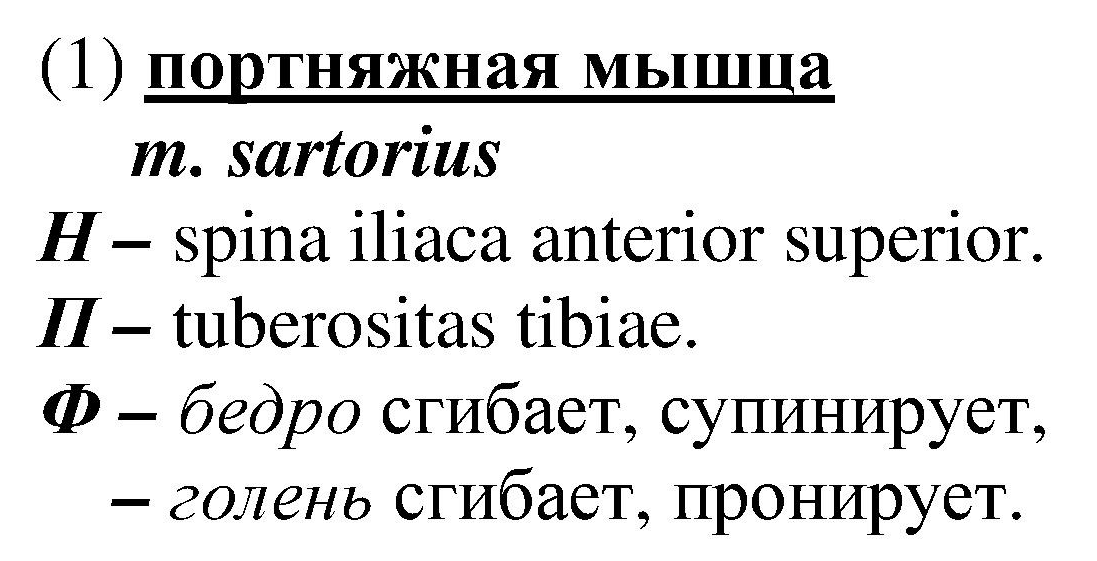 (1) портняжная мышца
m. sartorius
Н – spina iliaca anterior superior.
П – tuberositas tibiae.
Ф – бедро сгибает, супинирует,
– голень сгибает, пронирует.